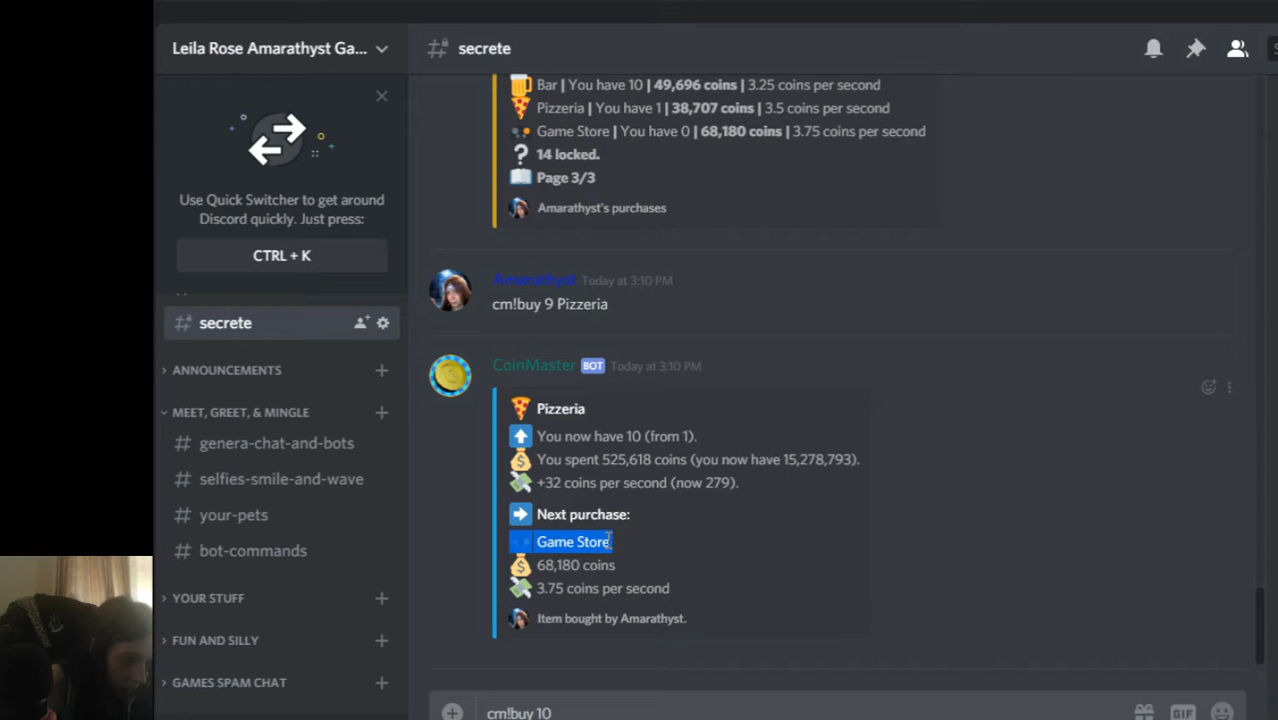 Leila Rose Amarathyst Ga...
secrete
Use Quick Switcher to get around
Discord quickly. Just press:
CTRL + K
secrete
ANNOUNCEMENTS
MEET, GREET, & MINGLE
genera-chat-and-bots
selfies-smile-and-wave
your-pets
bot-commands
YOUR STUFF
FUN AND SILLY
GAMES SPAM CHAT
Bar | You have 10 | 49,696 coins | 3.25 coins per second
Pizzeria | You have 1 | 38,707 coins | 3.5 coins per second
Game Store | You have 0 | 68,180 coins | 3.75 coins per second
14 locked.
Page 3/3
Amarathyst's purchases
Amarathyst Today at 3:10 PM
cm!buy 9 Pizzeria
CoinMaster BOT Today at 3:10 PM
Pizzeria
You now have 10 (from 1).
You spent 525,618 coins (you now have 15,278,793).
+32 coins per second (now 279).
Next purchase:
Game Store
68,180 coins
3.75 coins per second
Item bought by Amarathyst.
cm!buy 10
GIF